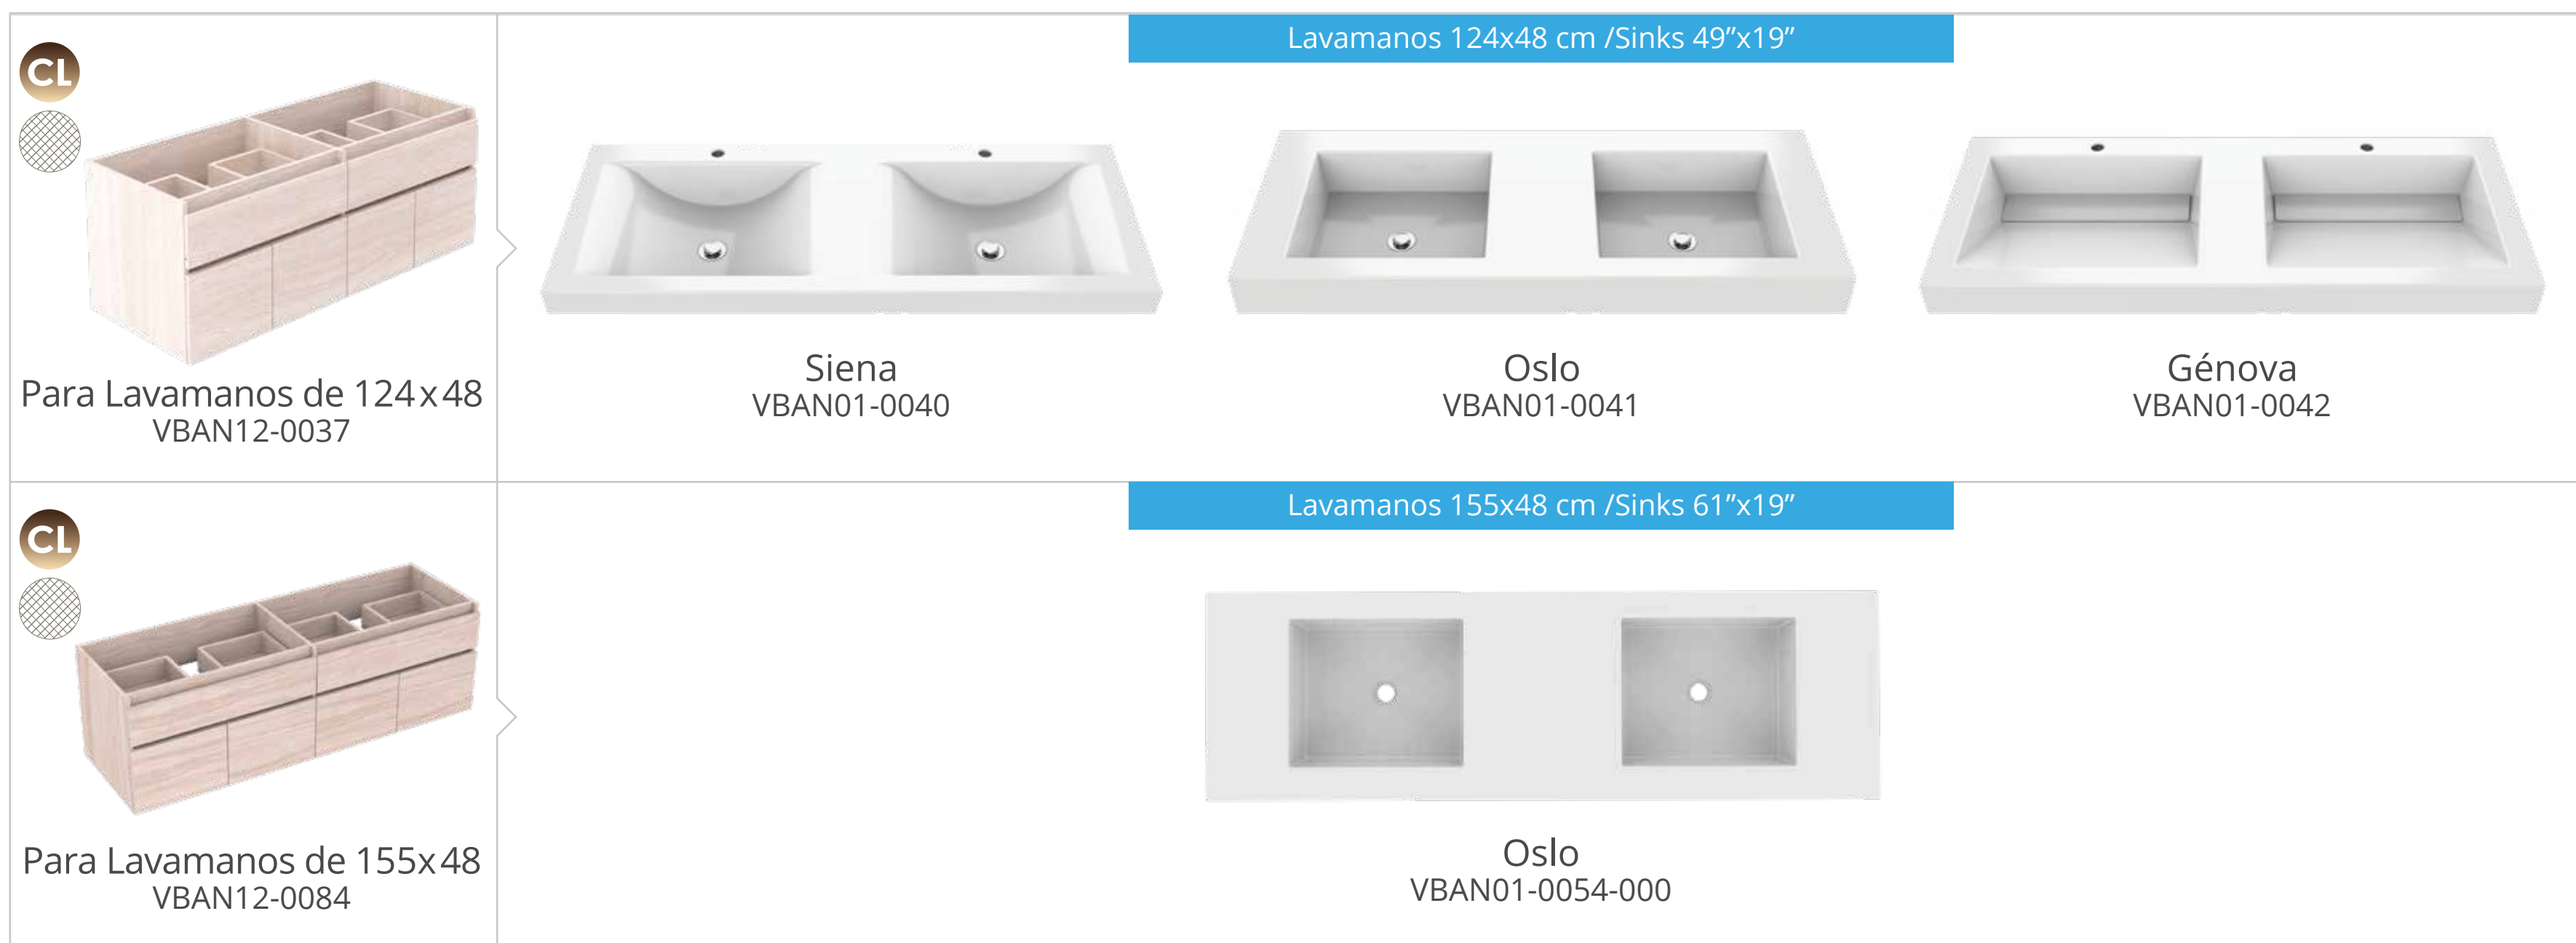 CL
Para Lavamanos de 124x48
VBAN12-0037
Lavamanos 124x48 cm /Sinks 49”x19”
Siena
VBAN01-0040
Oslo
VBAN01-0041
Génova
VBAN01-0042
CL
Para Lavamanos de 155x48
VBAN12-0084
Lavamanos 155x48 cm /Sinks 61”x19”
Oslo
VBAN01-0054-000